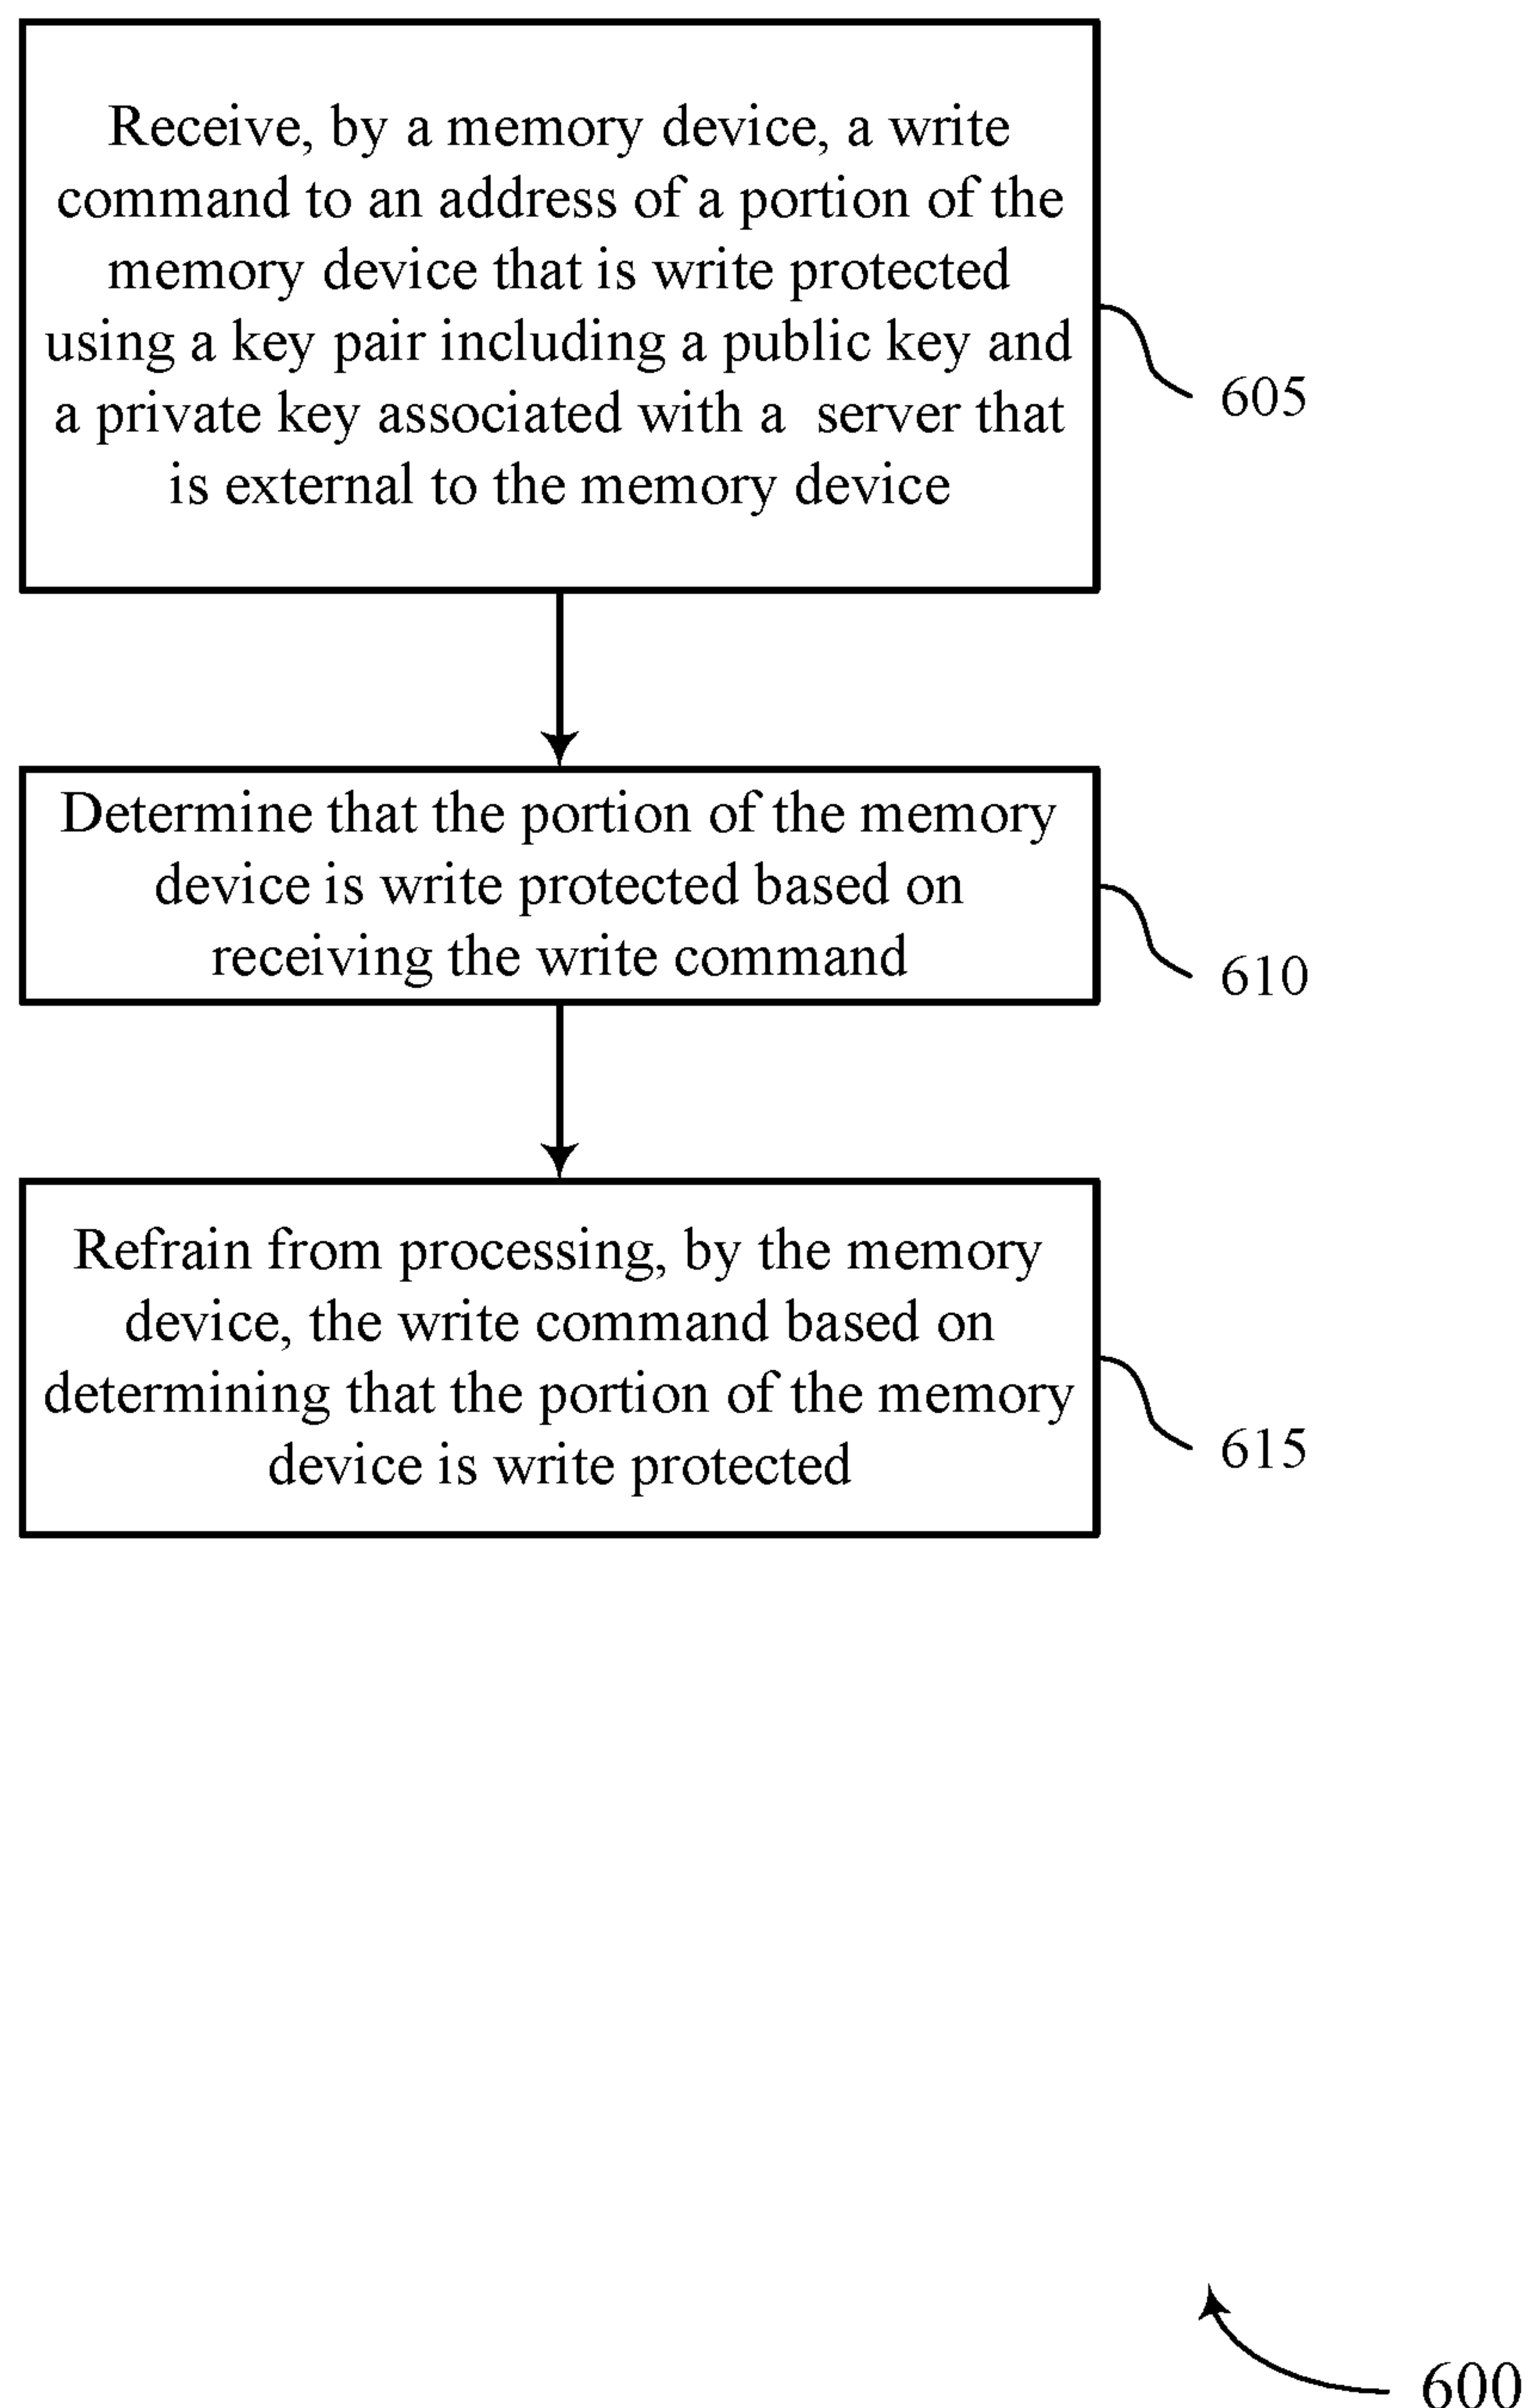 Receive, by a memory device, a write
command to an address of a portion of the
memory device that is write protected
using a key pair including a public key and
a private key associated with a  server that
is external to the memory device
605
Determine that the portion of the memory
device is write protected based on
receiving the write command
610
Refrain from processing, by the memory
device, the write command based on
determining that the portion of the memory
device is write protected
615
600